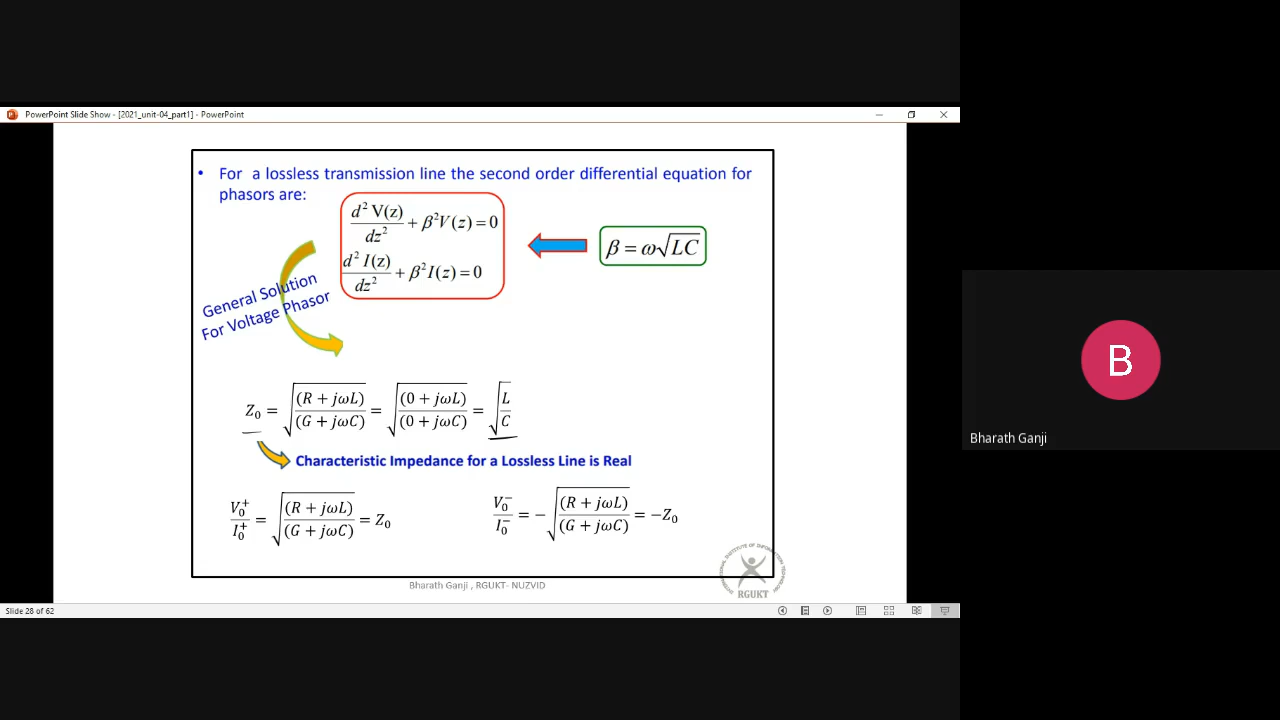 PowerPoint Slide Show - [2021_unit-04_part1] - PowerPoint
• For a lossless transmission line the second order differential equation for
phasors are:
d² V(z)/dz² + β²V(z) = 0
β = ω√LC
d² I(z)/dz² + β²I(z) = 0
General Solution
For Voltage Phasor
Z₀ = √((R + jωL)/(G + jωC)) = √((0 + jωL)/(0 + jωC)) = √(L/C)
Characteristic Impedance for a Lossless Line is Real
V₀⁺/I₀⁺ = √((R + jωL)/(G + jωC)) = Z₀
V₀⁻/I₀⁻ = −√((R + jωL)/(G + jωC)) = −Z₀
RGUKT
Bharath Ganji , RGUKT- NUZVID
Slide 28 of 62
B
Bharath Ganji